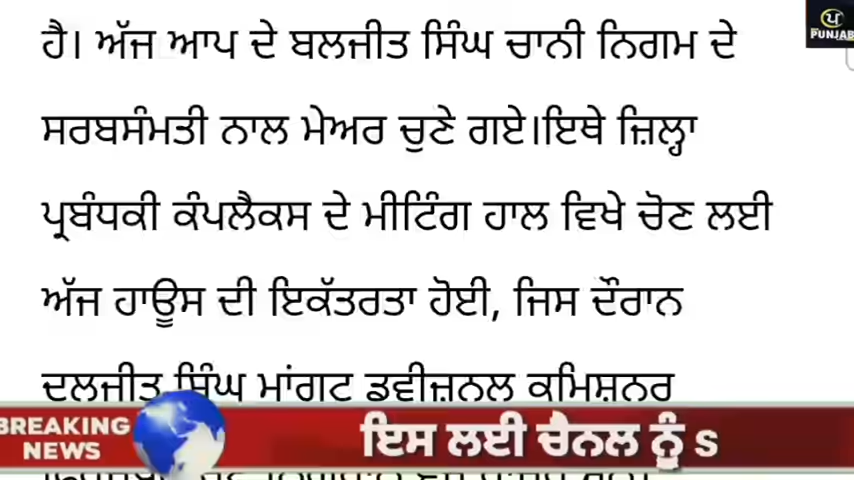 ਹੈ। ਅੱਜ ਆਪ ਦੇ ਬਲਜੀਤ ਸਿੰਘ ਚਾਨੀ ਨਿਗਮ ਦੇ
ਪ
PUNJAB
ਸਰਬਸੰਮਤੀ ਨਾਲ ਮੇਅਰ ਚੁਣੇ ਗਏ।ਇਥੇ ਜ਼ਿਲ੍ਹਾ
ਪ੍ਰਬੰਧਕੀ ਕੰਪਲੈਕਸ ਦੇ ਮੀਟਿੰਗ ਹਾਲ ਵਿਖੇ ਚੋਣ ਲਈ
ਅੱਜ ਹਾਊਸ ਦੀ ਇਕੱਤਰਤਾ ਹੋਈ, ਜਿਸ ਦੌਰਾਨ
ਦਲਜੀਤ ਸਿੰਘ ਮਾਂਗਟ ਡਵੀਜ਼ਨਲ ਕਮਿਸ਼ਨਰ
BREAKING
NEWS
ਇਸ ਲਈ ਚੈਨਲ ਨੂੰ S